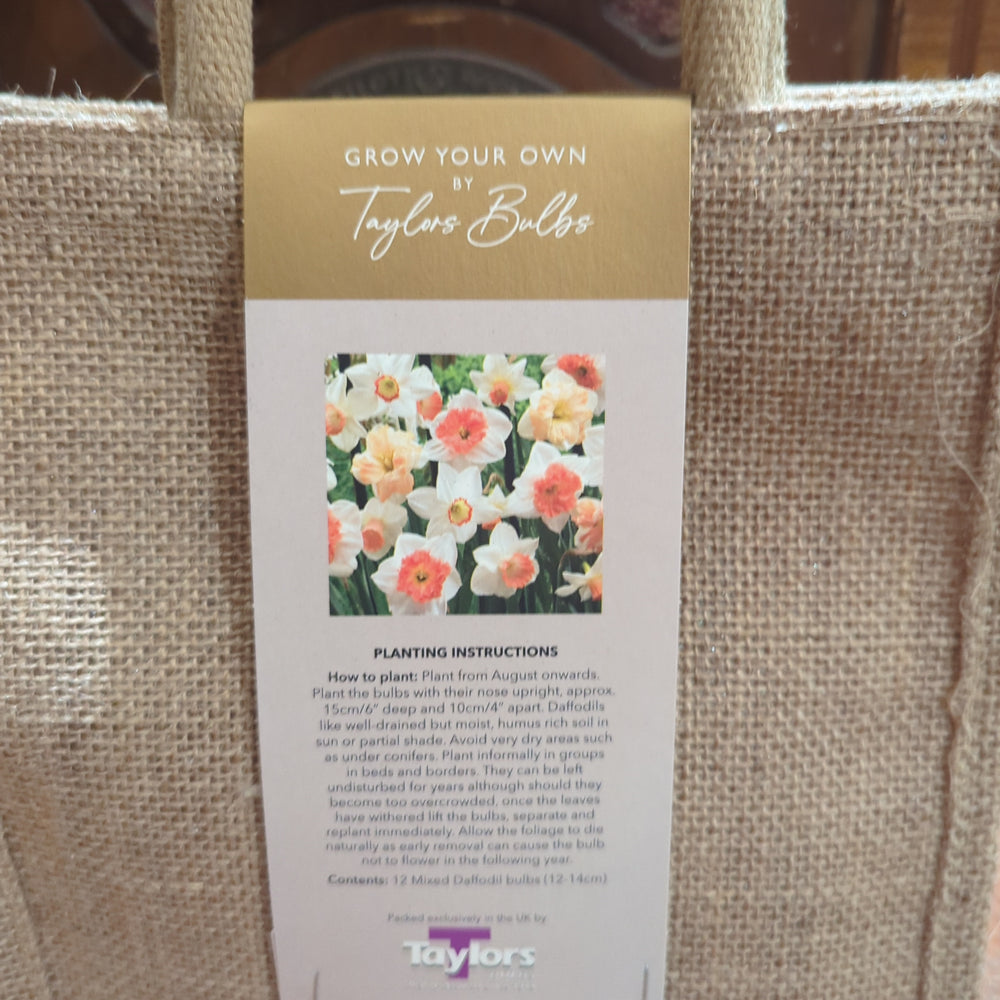 GROW YOUR OWN
BY
Taylors Bulbs
PLANTING INSTRUCTIONS
How to plant: Plant from August onwards.
Plant the bulbs with their nose upright, approx.
15cm/6" deep and 10cm/4" apart. Daffodils
like well-drained but moist, humus rich soil in
sun or partial shade. Avoid very dry areas such
as under conifers. Plant informally in groups
in beds and borders. They can be left
undisturbed for years although should they
become too overcrowded, once the leaves
have withered lift the bulbs, separate and
replant immediately. Allow the foliage to die
naturally as early removal can cause the bulb
not to flower in the following year.
Contents: 12 Mixed Daffodil bulbs (12-14cm)
Packed exclusively in the UK by
Taylors